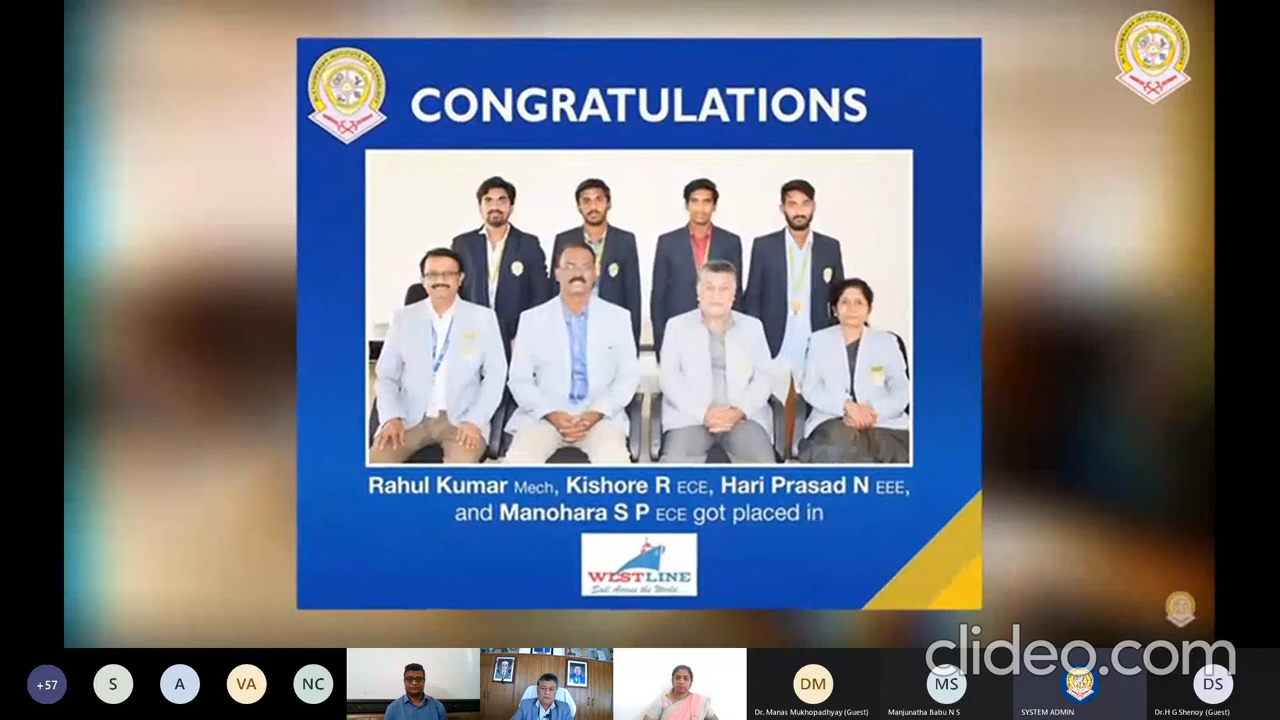 CONGRATULATIONS
Rahul Kumar Mech, Kishore R ECE, Hari Prasad N EEE,
and Manohara S P ECE got placed in
WESTLINE
Sail Across the World...
clideo.com
+57
S
A
VA
NC
DM
MS
DS
Dr. Manas Mukhopadhyay (Guest)
Manjunatha Babu N S
SYSTEM ADMIN
Dr.H G Shenoy (Guest)